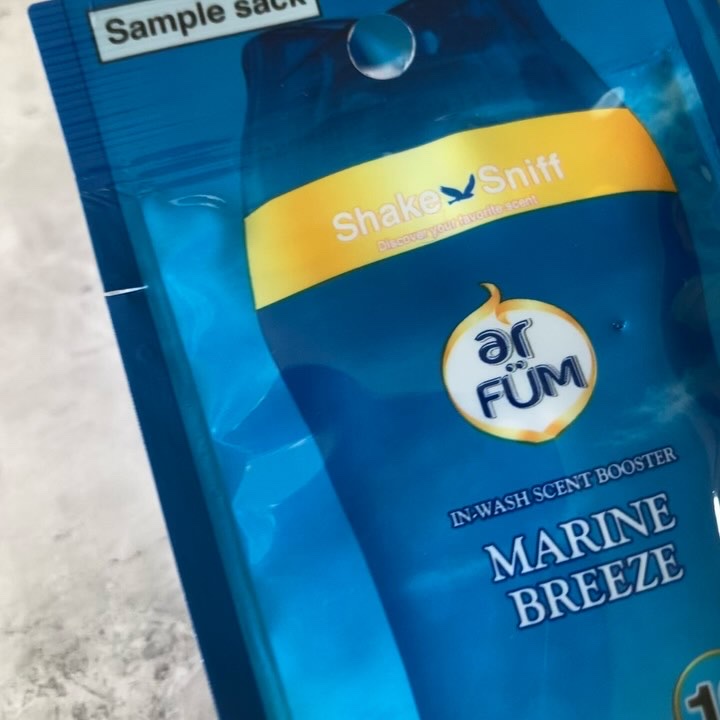 Sample sack
Shake Sniff
Discover your favorite scent
ar
FÜM
IN-WASH SCENT BOOSTER
MARINE
BREEZE